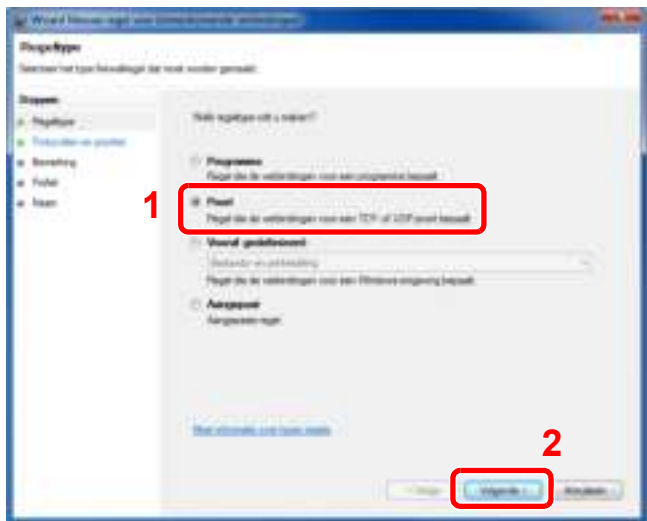 Wizard Nieuwe regel voor binnenkomende verbindingen
Regeltype
Selecteer het type firewallregel dat moet worden gemaakt.
Stappen:
Regeltype
Protocollen en poorten
Bewerking
Profiel
Naam
Welk regeltype wilt u maken?
Programma
Regel die de verbindingen voor een programma bepaalt.
1
Poort
Regel die de verbindingen voor een TCP- of UDP-poort bepaalt.
Vooraf gedefinieerd:
Regel die de verbindingen voor een Windows-omgeving bepaalt.
Aangepast
Aangepaste regel.
Meer informatie over typen regels
2
< Vorige
Volgende >
Annuleren